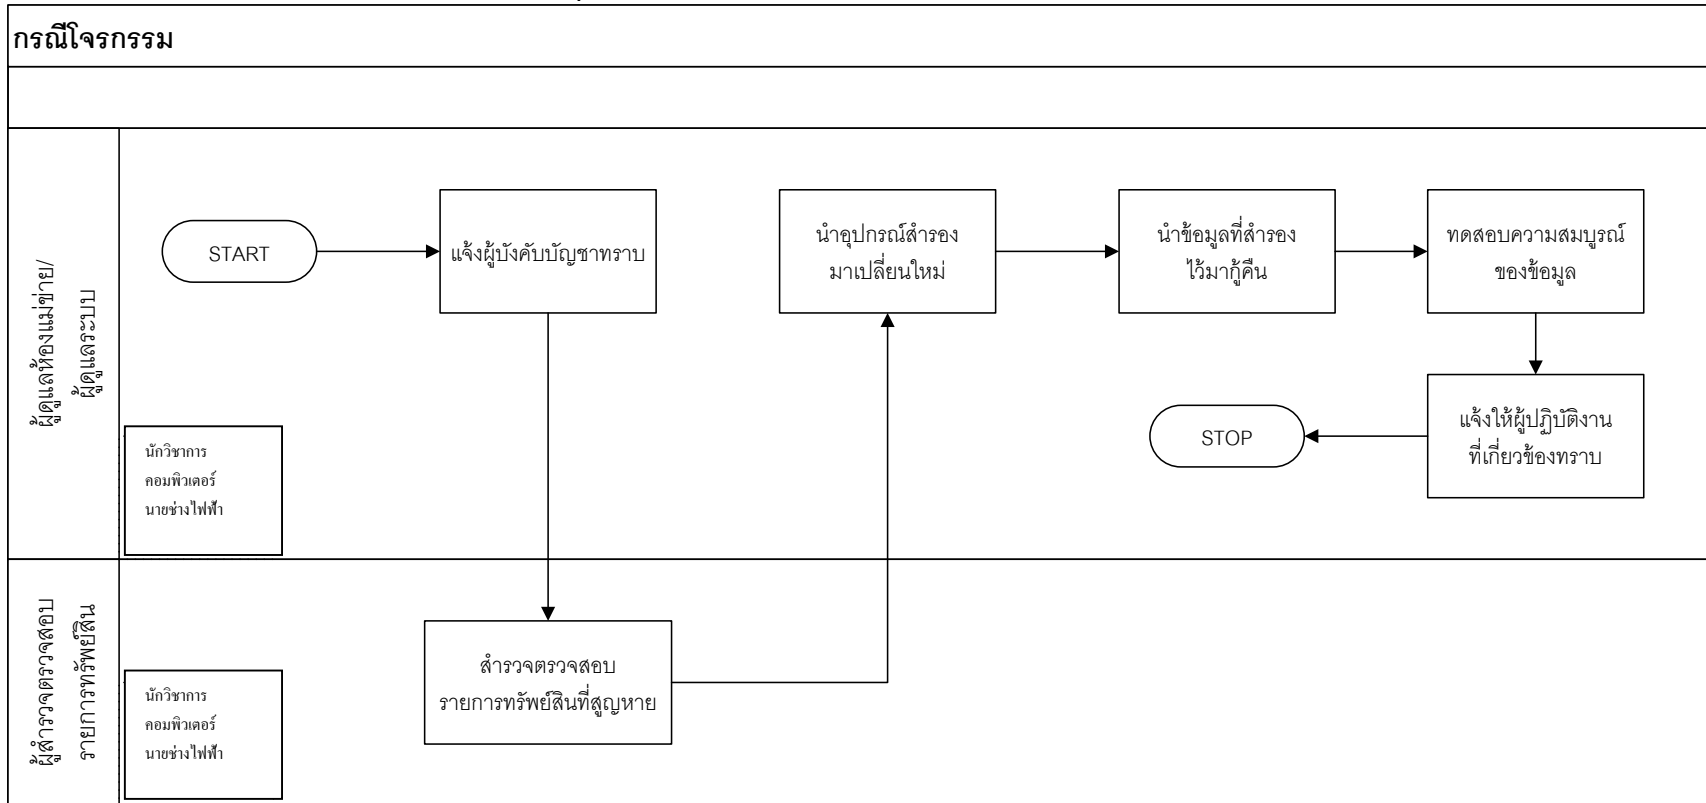 กรณีโจรกรรม
ผู้ดูแลห้องแม่ข่าย/
ผู้ดูแลระบบ
START
แจ้งผู้บังคับบัญชาทราบ
นำอุปกรณ์สำรอง
มาเปลี่ยนใหม่
นำข้อมูลที่สำรอง
ไว้มากู้คืน
ทดสอบความสมบูรณ์
ของข้อมูล
แจ้งให้ผู้ปฏิบัติงาน
ที่เกี่ยวข้องทราบ
STOP
นักวิชาการ
คอมพิวเตอร์
นายช่างไฟฟ้า
ผู้สำรวจตรวจสอบ
รายการทรัพย์สิน
สำรวจตรวจสอบ
รายการทรัพย์สินที่สูญหาย
นักวิชาการ
คอมพิวเตอร์
นายช่างไฟฟ้า